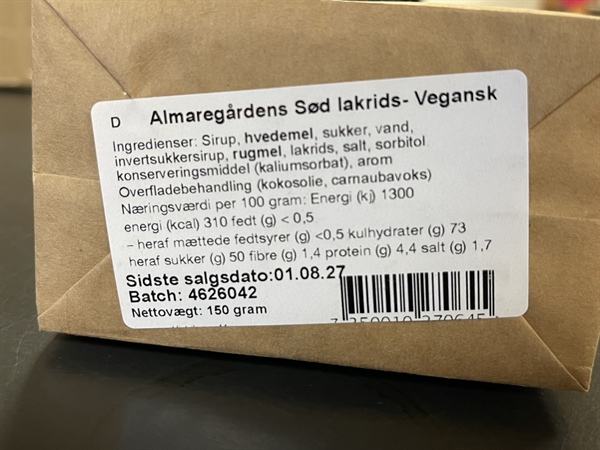 D Almaregårdens Sød lakrids- Vegansk
Ingredienser: Sirup, hvedemel, sukker, vand,
invertsukkersirup, rugmel, lakrids, salt, sorbitol
konserveringsmiddel (kaliumsorbat), arom
Overfladebehandling (kokosolie, carnaubavoks)
Næringsværdi per 100 gram: Energi (kj) 1300
energi (kcal) 310 fedt (g) < 0,5
– heraf mættede fedtsyrer (g) <0,5 kulhydrater (g) 73
heraf sukker (g) 50 fibre (g) 1,4 protein (g) 4,4 salt (g) 1,7
Sidste salgsdato:01.08.27
Batch: 4626042
Nettovægt: 150 gram